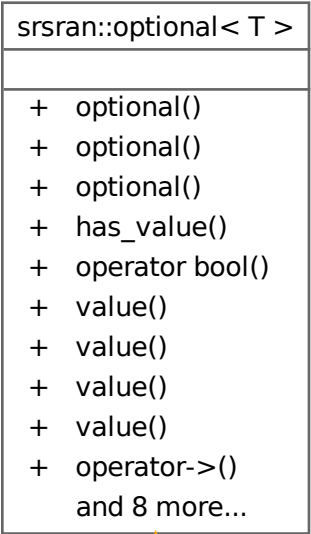 srsran::optional< T >
+ optional()
+ optional()
+ optional()
+ has_value()
+ operator bool()
+ value()
+ value()
+ value()
+ value()
+ operator->()
and 8 more...